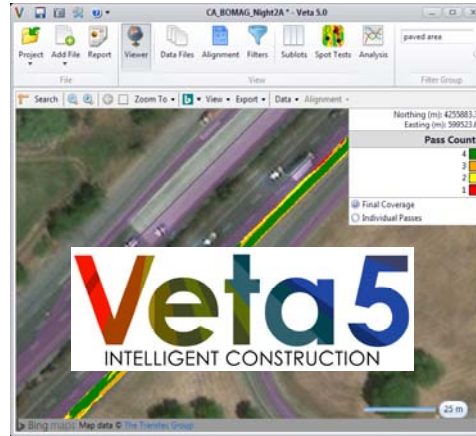 CA_BOMAG_Night2A* - Veta 5.0
Project Add File Report Viewer Data Files Alignment Filters Sublots Spot Tests Analysis paved area
File View Filter Group
Search Zoom To View Export Data Alignment
Northing (m): 4255883.
Easting (m): 599523.
Pass Count
4
3
2
1
Final Coverage
Individual Passes
Veta5
INTELLIGENT CONSTRUCTION
25 m
Bing maps Map data © The Transtec Group